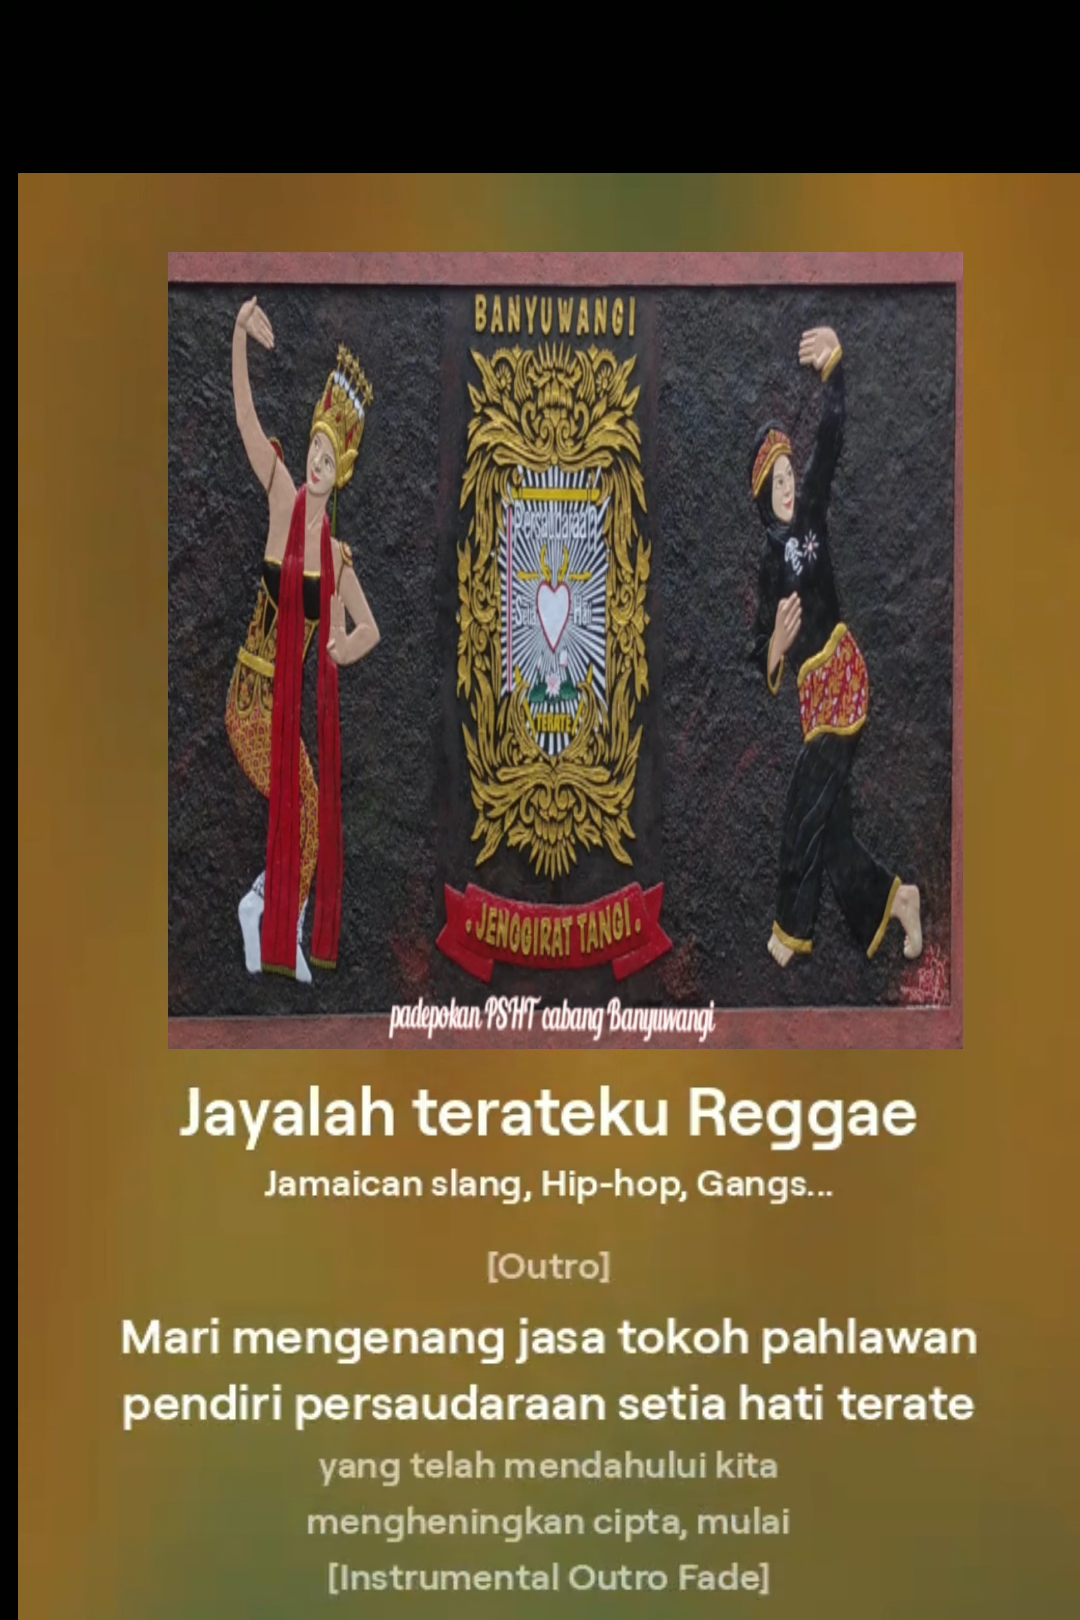 BANYUWANGI
Persaudaraan
Setia Hati
TERATE
JENGGIRAT TANGI
padepokan PSHT cabang Banyuwangi
Jayalah terateku Reggae
Jamaican slang, Hip-hop, Gangs...
[Outro]
Mari mengenang jasa tokoh pahlawan
pendiri persaudaraan setia hati terate
yang telah mendahului kita
mengheningkan cipta, mulai
[Instrumental Outro Fade]